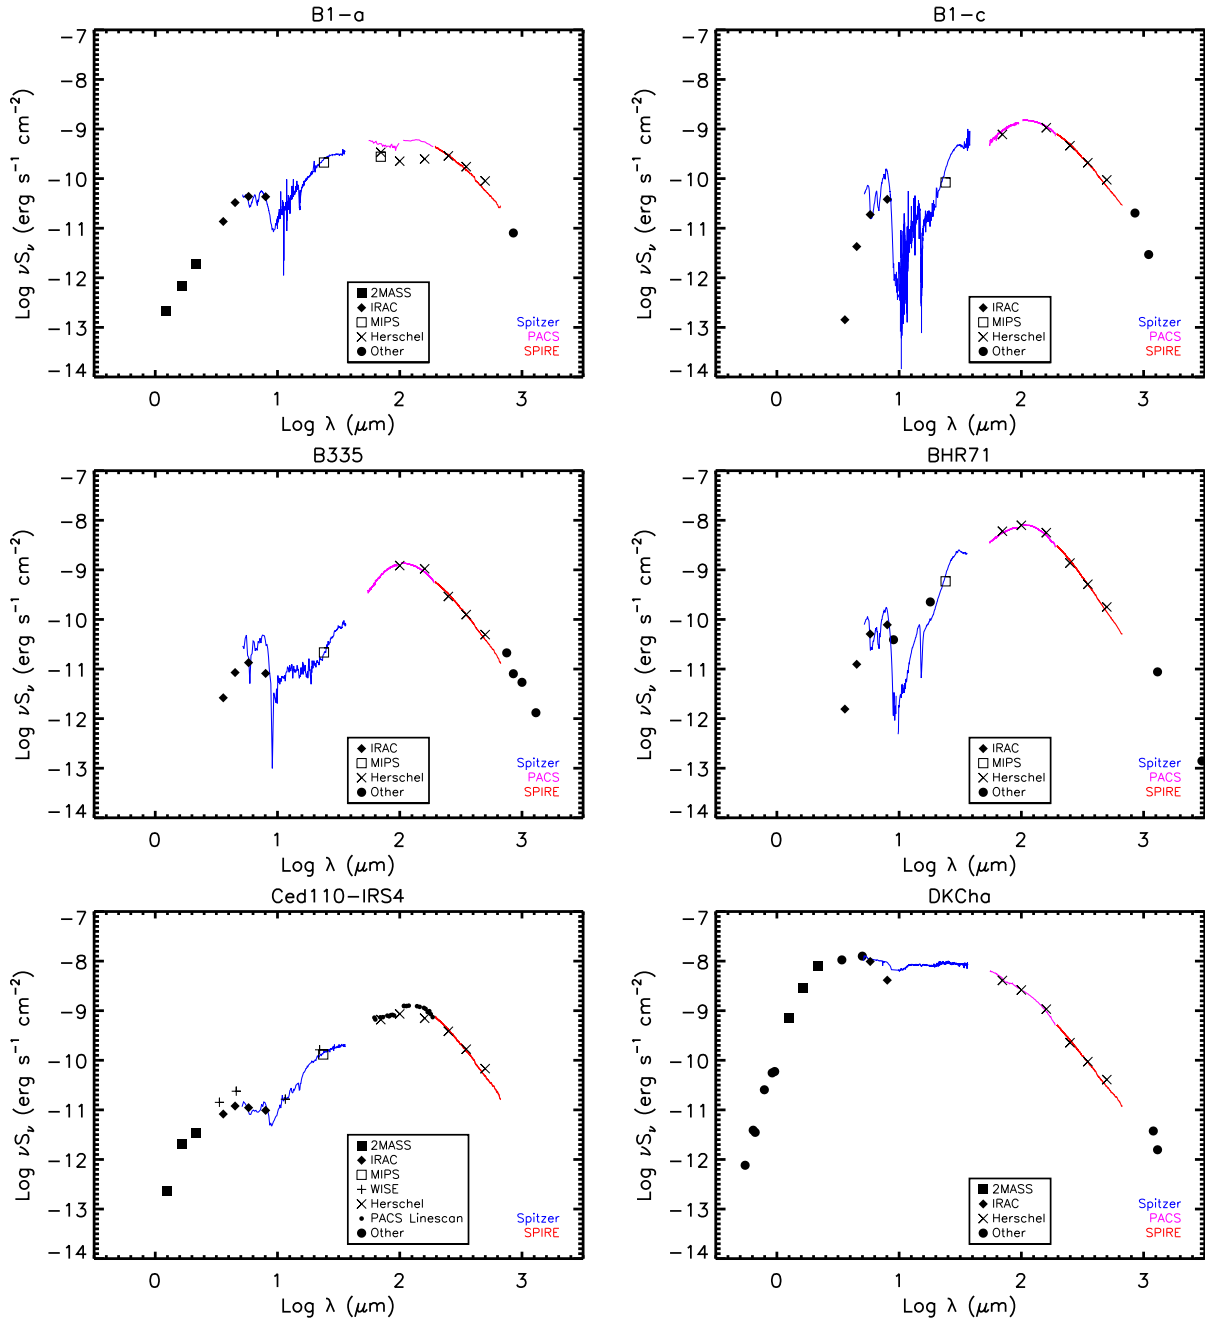 B1-a
-7
-8
-9
-10
-11
-12
-13
-14
Log νSν (erg s⁻¹ cm⁻²)
2MASS
IRAC
MIPS
Herschel
Other
Spitzer
PACS
SPIRE
0 1 2 3
Log λ (μm)
B1-c
-7
-8
-9
-10
-11
-12
-13
-14
Log νSν (erg s⁻¹ cm⁻²)
IRAC
MIPS
Herschel
Other
Spitzer
PACS
SPIRE
0 1 2 3
Log λ (μm)
B335
-7
-8
-9
-10
-11
-12
-13
-14
Log νSν (erg s⁻¹ cm⁻²)
IRAC
MIPS
Herschel
Other
Spitzer
PACS
SPIRE
0 1 2 3
Log λ (μm)
BHR71
-7
-8
-9
-10
-11
-12
-13
-14
Log νSν (erg s⁻¹ cm⁻²)
IRAC
MIPS
Herschel
Other
Spitzer
PACS
SPIRE
0 1 2 3
Log λ (μm)
Ced110-IRS4
-7
-8
-9
-10
-11
-12
-13
-14
Log νSν (erg s⁻¹ cm⁻²)
2MASS
IRAC
MIPS
WISE
Herschel
PACS Linescan
Other
Spitzer
SPIRE
0 1 2 3
Log λ (μm)
DKCha
-7
-8
-9
-10
-11
-12
-13
-14
Log νSν (erg s⁻¹ cm⁻²)
2MASS
IRAC
Herschel
Other
Spitzer
PACS
SPIRE
0 1 2 3
Log λ (μm)